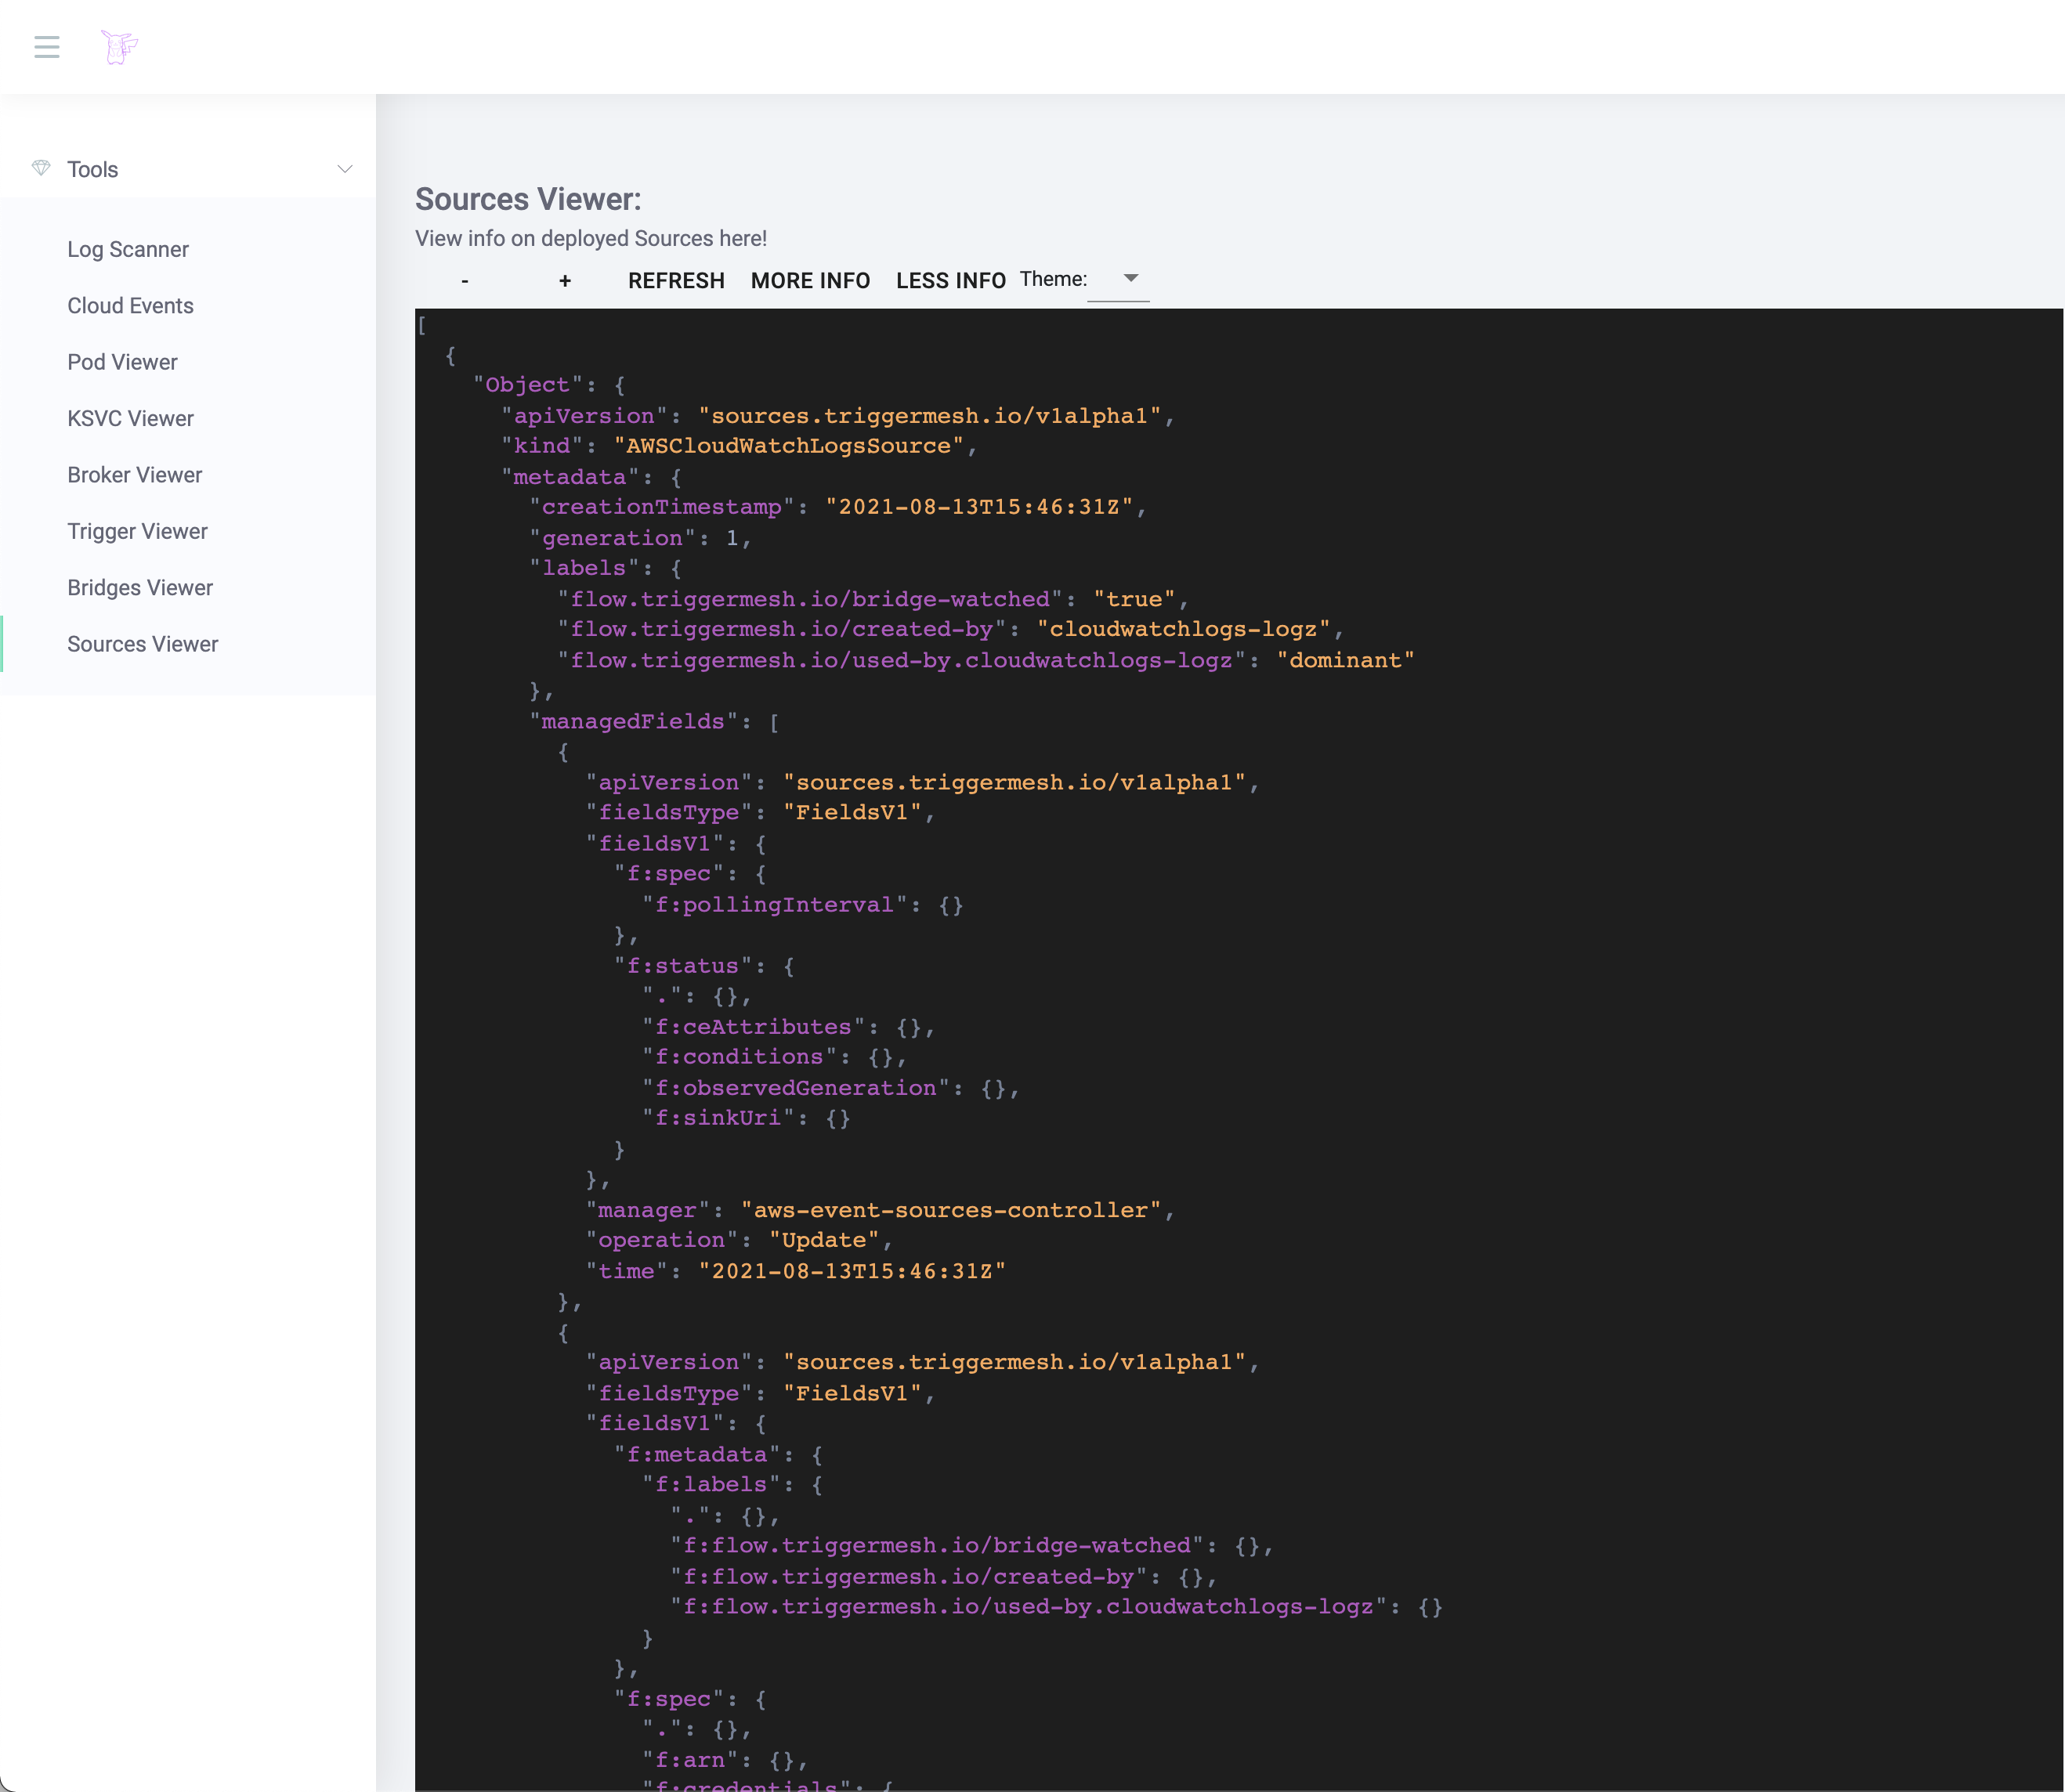 Tools
Log Scanner
Cloud Events
Pod Viewer
KSVC Viewer
Broker Viewer
Trigger Viewer
Bridges Viewer
Sources Viewer
Sources Viewer:
View info on deployed Sources here!
- + REFRESH MORE INFO LESS INFO Theme:
[
  {
    "Object": {
      "apiVersion": "sources.triggermesh.io/v1alpha1",
      "kind": "AWSCloudWatchLogsSource",
      "metadata": {
        "creationTimestamp": "2021-08-13T15:46:31Z",
        "generation": 1,
        "labels": {
          "flow.triggermesh.io/bridge-watched": "true",
          "flow.triggermesh.io/created-by": "cloudwatchlogs-logz",
          "flow.triggermesh.io/used-by.cloudwatchlogs-logz": "dominant"
        },
        "managedFields": [
          {
            "apiVersion": "sources.triggermesh.io/v1alpha1",
            "fieldsType": "FieldsV1",
            "fieldsV1": {
              "f:spec": {
                "f:pollingInterval": {}
              },
              "f:status": {
                ".": {},
                "f:ceAttributes": {},
                "f:conditions": {},
                "f:observedGeneration": {},
                "f:sinkUri": {}
              }
            },
            "manager": "aws-event-sources-controller",
            "operation": "Update",
            "time": "2021-08-13T15:46:31Z"
          },
          {
            "apiVersion": "sources.triggermesh.io/v1alpha1",
            "fieldsType": "FieldsV1",
            "fieldsV1": {
              "f:metadata": {
                "f:labels": {
                  ".": {},
                  "f:flow.triggermesh.io/bridge-watched": {},
                  "f:flow.triggermesh.io/created-by": {},
                  "f:flow.triggermesh.io/used-by.cloudwatchlogs-logz": {}
                }
              },
              "f:spec": {
                ".": {},
                "f:arn": {},
                "f:credentials": {